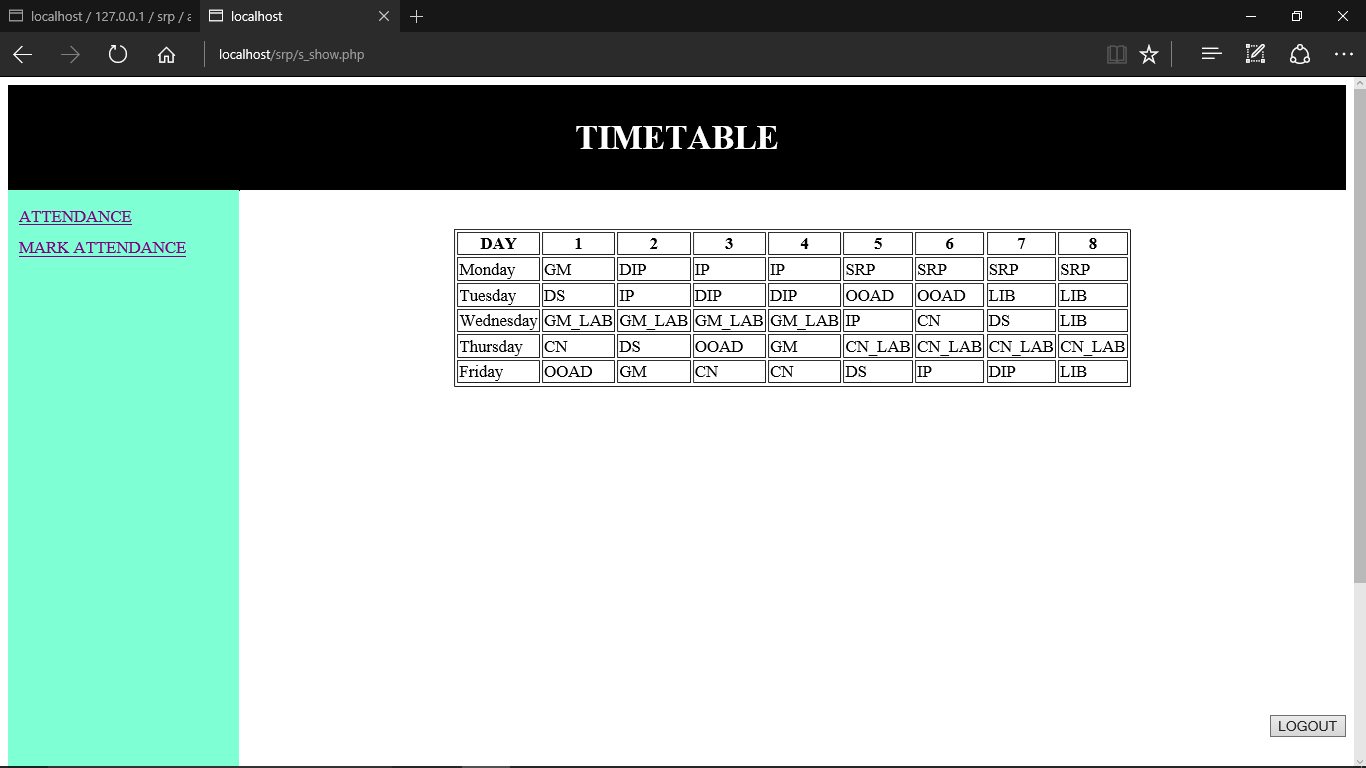 localhost / 127.0.0.1 / srp / a
localhost
localhost/srp/s_show.php
TIMETABLE
ATTENDANCE
MARK ATTENDANCE
DAY 1 2 3 4 5 6 7 8
Monday GM DIP IP IP SRP SRP SRP SRP
Tuesday DS IP DIP DIP OOAD OOAD LIB LIB
Wednesday GM_LAB GM_LAB GM_LAB GM_LAB IP CN DS LIB
Thursday CN DS OOAD GM CN_LAB CN_LAB CN_LAB CN_LAB
Friday OOAD GM CN CN DS IP DIP LIB
LOGOUT